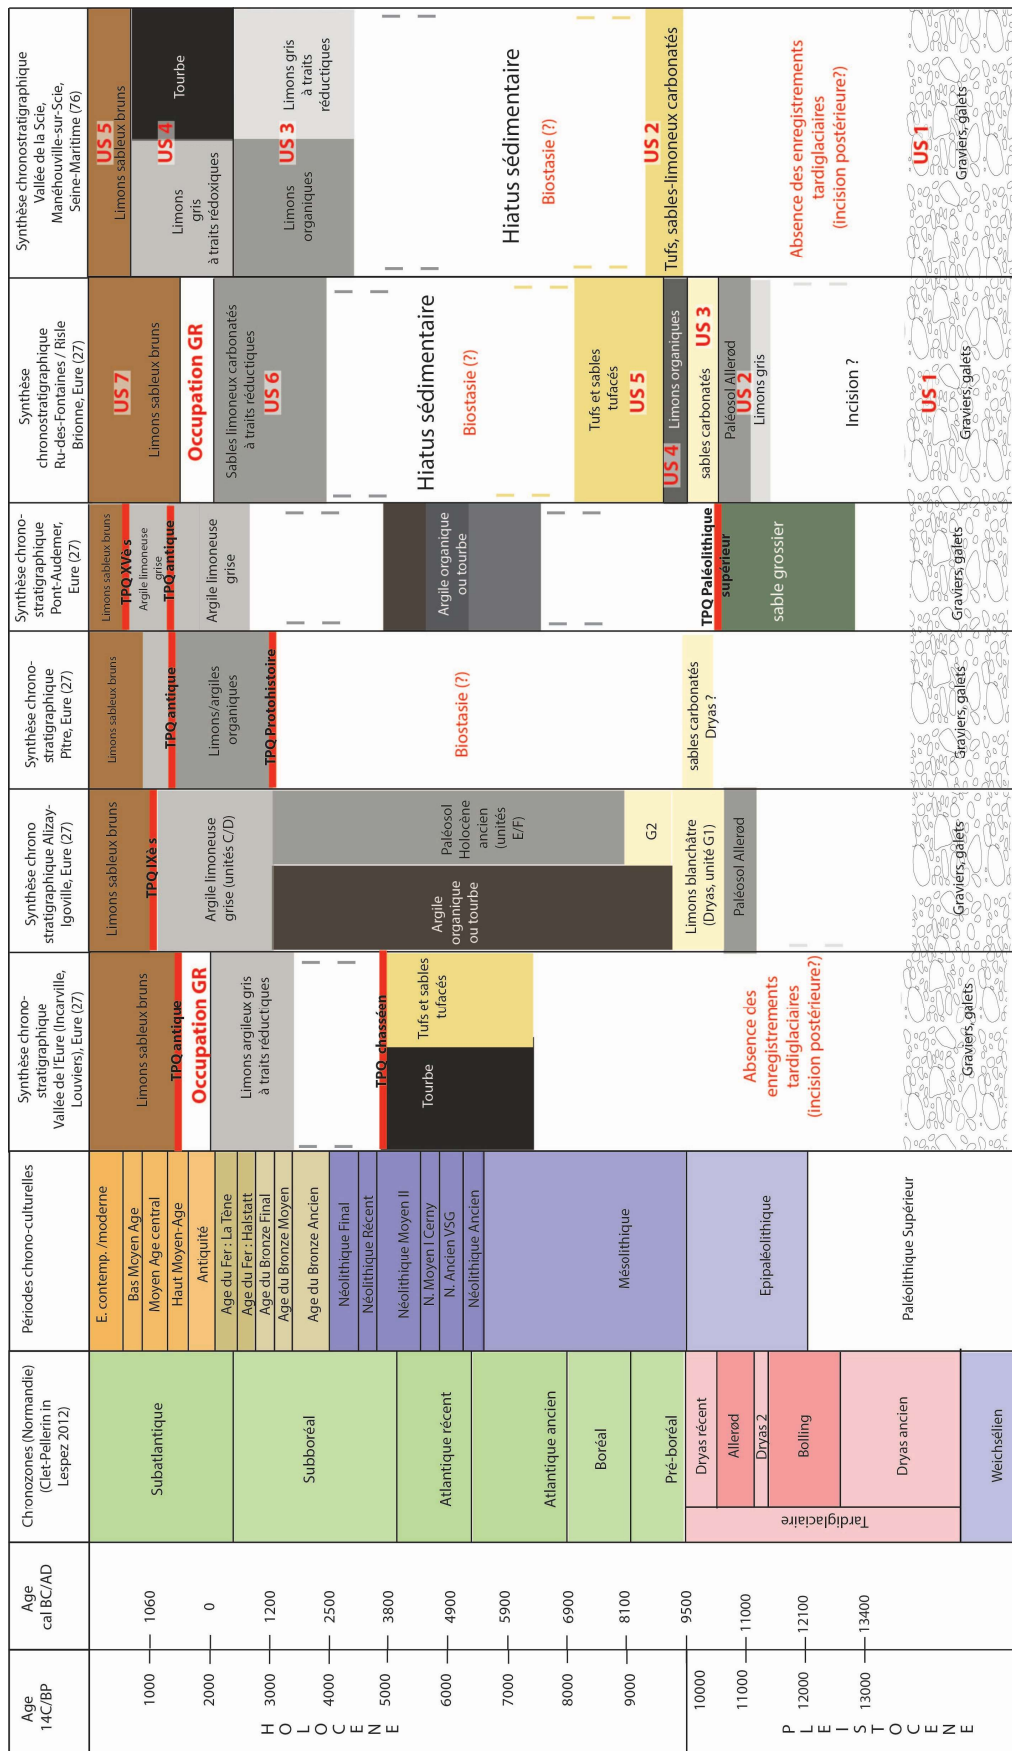 Age
14C/BP
Age
cal BC/AD
Chronozones (Normandie)
(Clet-Pellerin in
Lespez 2012)
Périodes chrono-culturelles
Synthèse chrono-
stratigraphique
Vallée de l'Eure (Incarville,
Louviers), Eure (27)
Synthèse chrono
stratigraphique Alizay-
Igoville, Eure (27)
Synthèse chrono-
stratigraphique
Pître, Eure (27)
Synthèse chrono-
stratigraphique
Pont-Audemer,
Eure (27)
Synthèse
chronostratigraphique
Ru-des-Fontaines / Risle
Brionne, Eure (27)
Synthèse chronostratigraphique
Vallée de la Scie,
Manéhouville-sur-Scie,
Seine-Maritime (76)
HOLOCENE
PLEISTOCENE
1000
2000
3000
4000
5000
6000
7000
8000
9000
10000
11000
12000
13000
1060
0
1200
2500
3800
4900
5900
6900
8100
9500
11000
12100
13400
Subatlantique
Subboréal
Atlantique récent
Atlantique ancien
Boréal
Pré-boréal
Dryas récent
Allerød
Dryas 2
Bolling
Dryas ancien
Tardiglaciaire
Weichsélien
E. contemp. /moderne
Bas Moyen Age
Moyen Age central
Haut Moyen-Age
Antiquité
Age du Fer : La Tène
Age du Fer : Halstatt
Age du Bronze Final
Age du Bronze Moyen
Age du Bronze Ancien
Néolithique Final
Néolithique Récent
Néolithique Moyen II
N. Moyen I Cerny
N. Ancien VSG
Néolithique Ancien
Mésolithique
Epipaléolithique
Paléolithique Supérieur
Limons sableux bruns
TPQ antique
Occupation GR
Limons argileux gris
à traits réductiques
TPQ chasséen
Tourbe
Tufs et sables
tufacés
Absence des
enregistrements
tardiglaciaires
(incision postérieure?)
Graviers, galets
Limons sableux bruns
TPQ IXè s
Argile limoneuse
grise (unités C/D)
Argile
organique
ou tourbe
Paléosol
Holocène
ancien
(unités
E/F)
G2
Limons blanchâtre
(Dryas, unité G1)
Paléosol Allerød
Graviers, galets
Limons sableux bruns
TPQ antique
Limons/argiles
organiques
TPQ Protohistoire
Biostasie (?)
sables carbonatés
Dryas ?
Graviers, galets
Limons sableux bruns
TPQ XVè s
Argile limoneuse
grise
TPQ antique
Argile limoneuse
grise
Argile organique
ou tourbe
TPQ Paléolithique
supérieur
sable grossier
Graviers, galets
US 7
Limons sableux bruns
Occupation GR
Sables limoneux carbonatés
à traits réductiques
US 6
Hiatus sédimentaire
Biostasie (?)
Tufs et sables
tufacés
US 5
US 4
Limons organiques
sables carbonatés
US 3
Paléosol Allerød
US 2
Limons gris
Incision ?
US 1
Graviers, galets
US 5
Limons sableux bruns
Tourbe
US 4
Limons
gris
à traits rédoxiques
Limons gris
à traits
réductiques
US 3
Limons
organiques
Hiatus sédimentaire
Biostasie (?)
US 2
Tufs, sables-limoneux carbonatés
Absence des enregistrements
tardiglaciaires
(incision postérieure?)
US 1
Graviers, galets